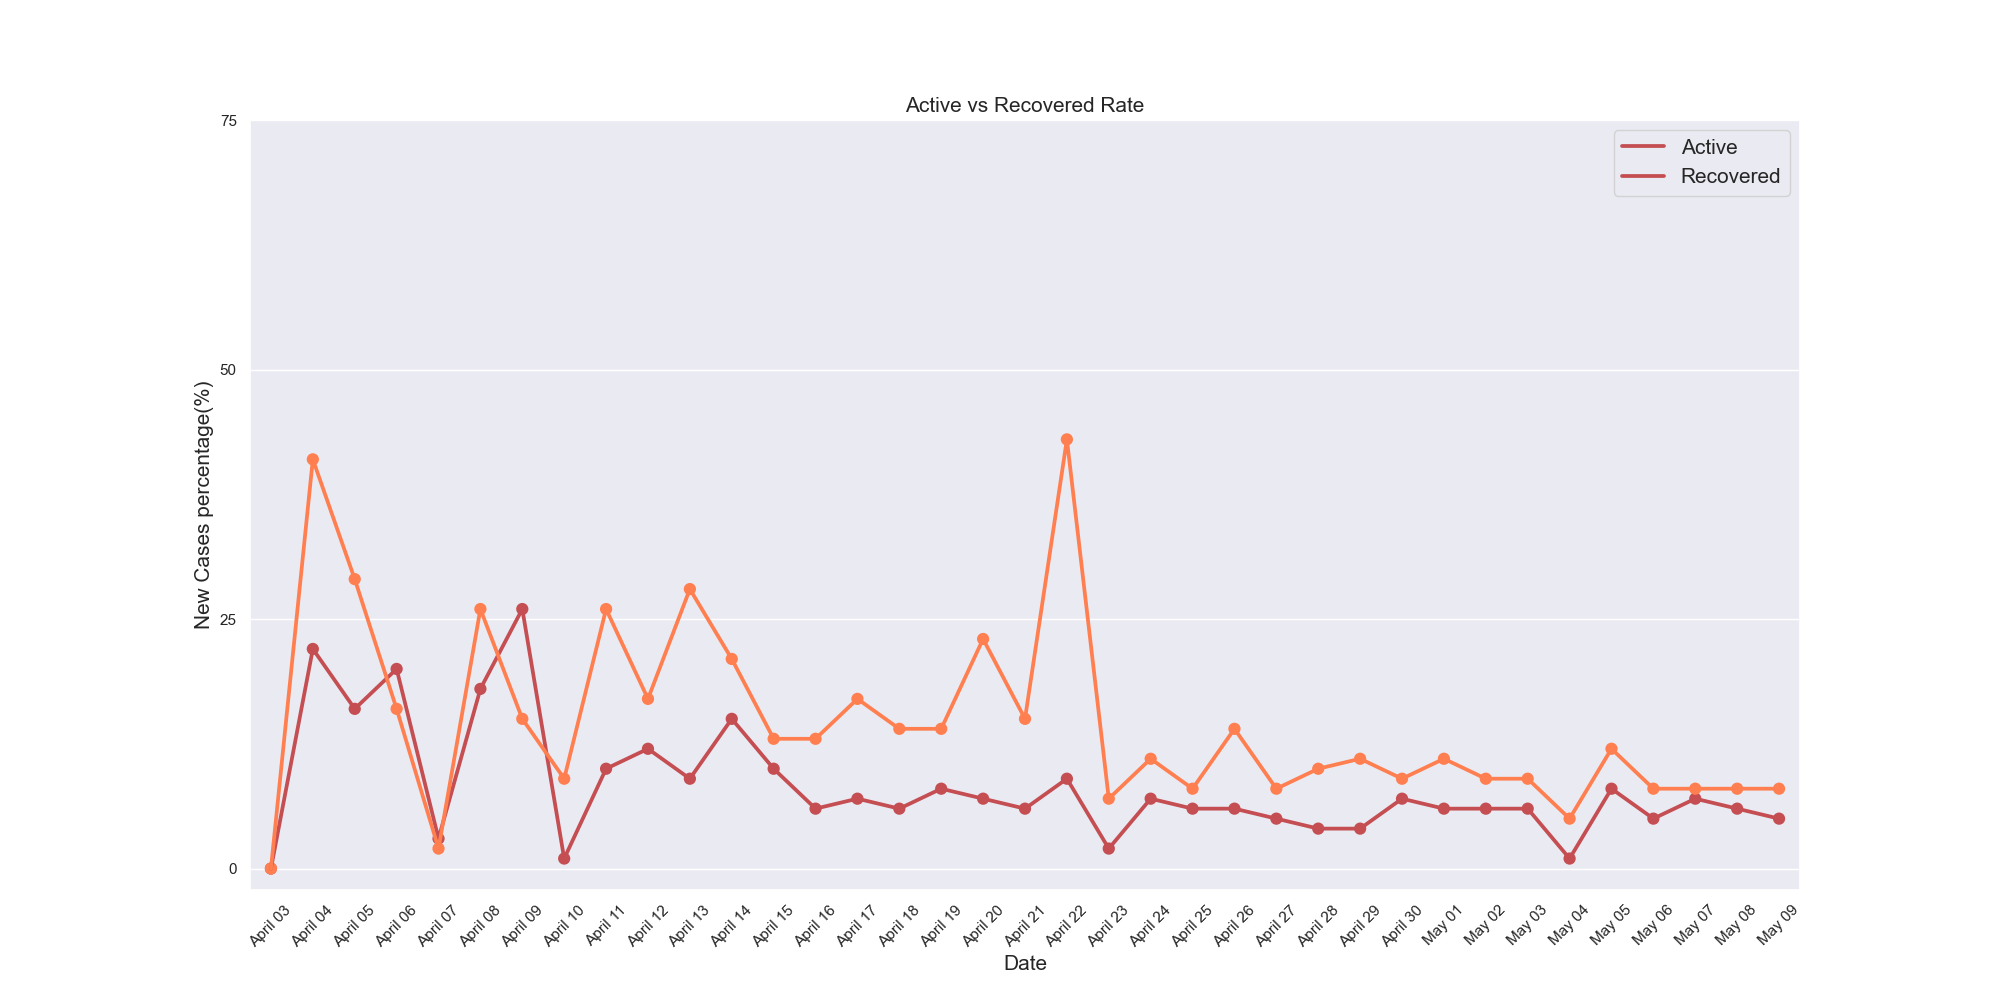 Active vs Recovered Rate
Active
Recovered
New Cases percentage(%)
75
50
25
0
April 03
April 04
April 05
April 06
April 07
April 08
April 09
April 10
April 11
April 12
April 13
April 14
April 15
April 16
April 17
April 18
April 19
April 20
April 21
April 22
April 23
April 24
April 25
April 26
April 27
April 28
April 29
April 30
May 01
May 02
May 03
May 04
May 05
May 06
May 07
May 08
May 09
Date